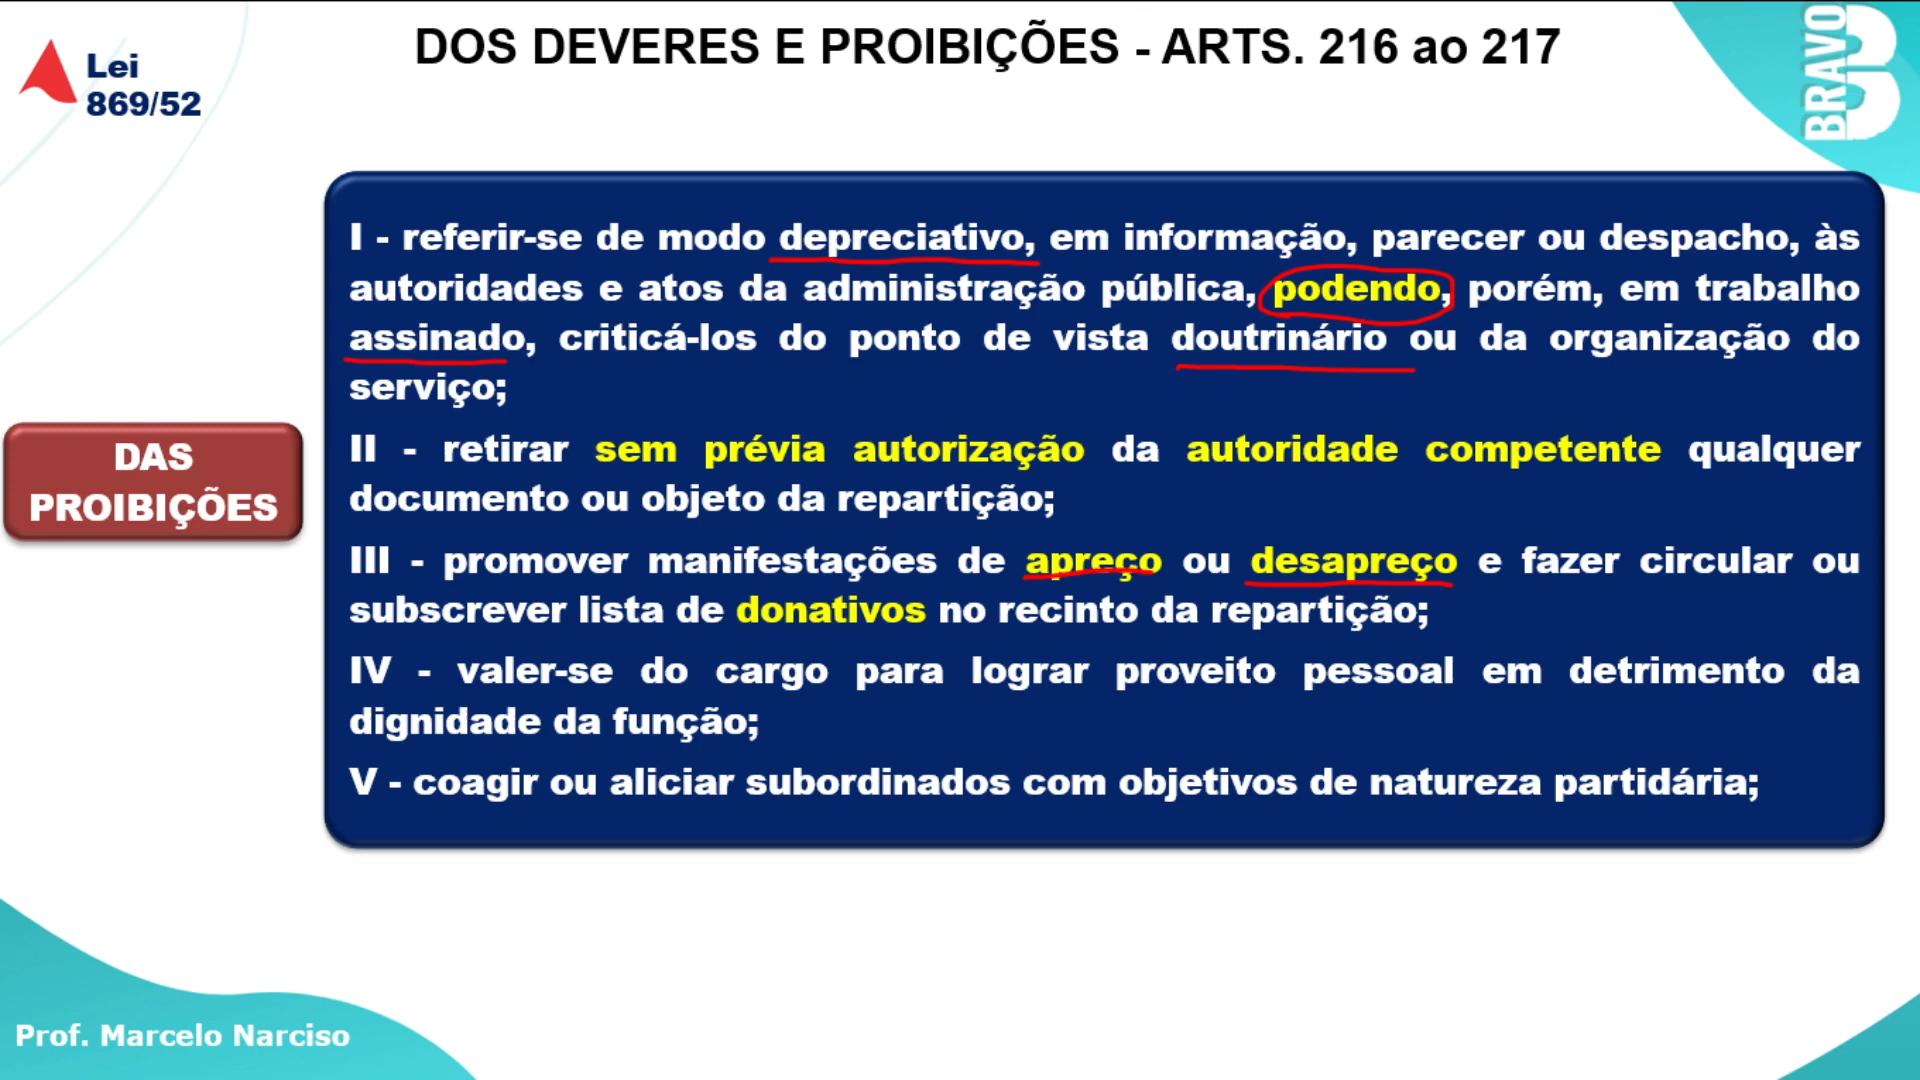 DOS DEVERES E PROIBIÇÕES - ARTS. 216 ao 217
Lei
869/52
BRAVO
I - referir-se de modo depreciativo, em informação, parecer ou despacho, às
autoridades e atos da administração pública, podendo, porém, em trabalho
assinado, criticá-los do ponto de vista doutrinário ou da organização do
serviço;
II - retirar sem prévia autorização da autoridade competente qualquer
documento ou objeto da repartição;
III - promover manifestações de apreço ou desapreço e fazer circular ou
subscrever lista de donativos no recinto da repartição;
IV - valer-se do cargo para lograr proveito pessoal em detrimento da
dignidade da função;
V - coagir ou aliciar subordinados com objetivos de natureza partidária;
DAS
PROIBIÇÕES
Prof. Marcelo Narciso